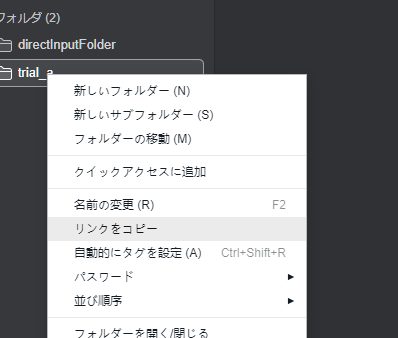 フォルダ (2)
directInputFolder
trial_a
新しいフォルダー (N)
新しいサブフォルダー (S)
フォルダーの移動 (M)
クイックアクセスに追加
名前の変更 (R) F2
リンクをコピー
自動的にタグを設定 (A) Ctrl+Shift+R
パスワード
並び順序
フォルダーを開く/閉じる